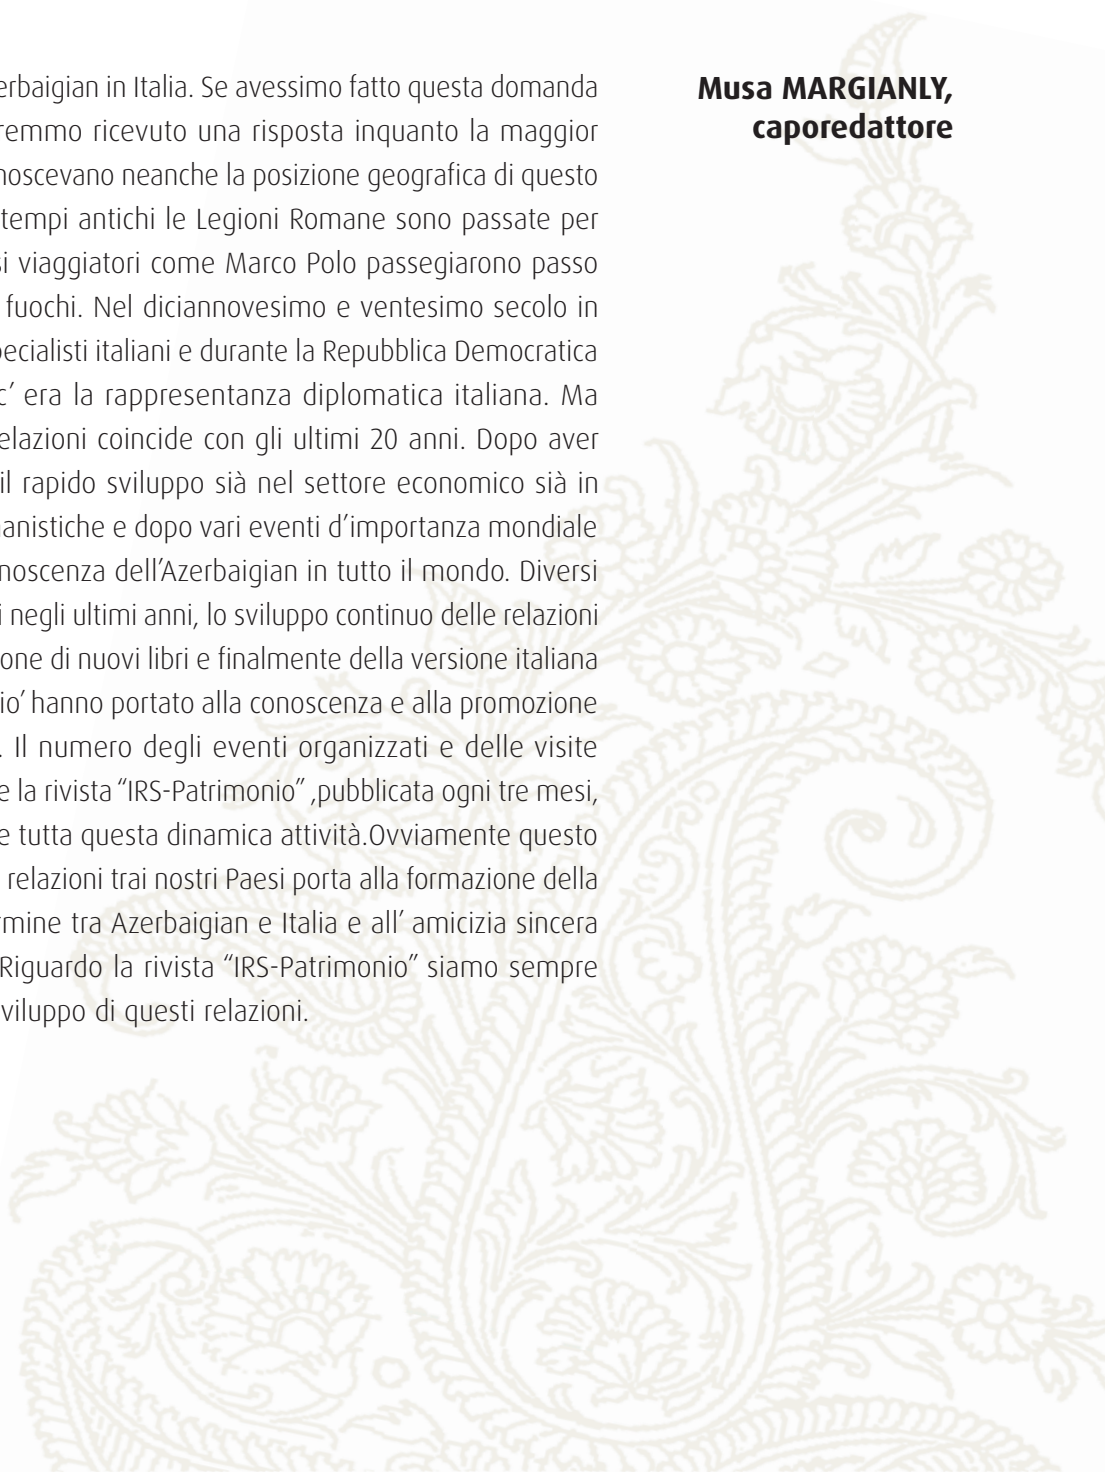 erbaigian in Italia. Se avessimo fatto questa domanda
remmo ricevuto una risposta inquanto la maggior
noscevano neanche la posizione geografica di questo
tempi antichi le Legioni Romane sono passate per
si viaggiatori come Marco Polo passegiarono passo
fuochi. Nel diciannovesimo e ventesimo secolo in
pecialisti italiani e durante la Repubblica Democratica
c’ era la rappresentanza diplomatica italiana. Ma
elazioni coincide con gli ultimi 20 anni. Dopo aver
il rapido sviluppo sià nel settore economico sià in
nanistiche e dopo vari eventi d’importanza mondiale
noscenza dell’Azerbaigian in tutto il mondo. Diversi
i negli ultimi anni, lo sviluppo continuo delle relazioni
one di nuovi libri e finalmente della versione italiana
io’ hanno portato alla conoscenza e alla promozione
. Il numero degli eventi organizzati e delle visite
e la rivista “IRS-Patrimonio” ,pubblicata ogni tre mesi,
e tutta questa dinamica attività.Ovviamente questo
relazioni trai nostri Paesi porta alla formazione della
rmine tra Azerbaigian e Italia e all’ amicizia sincera
Riguardo la rivista “IRS-Patrimonio” siamo sempre
viluppo di questi relazioni.
Musa MARGIANLY,
caporedattore